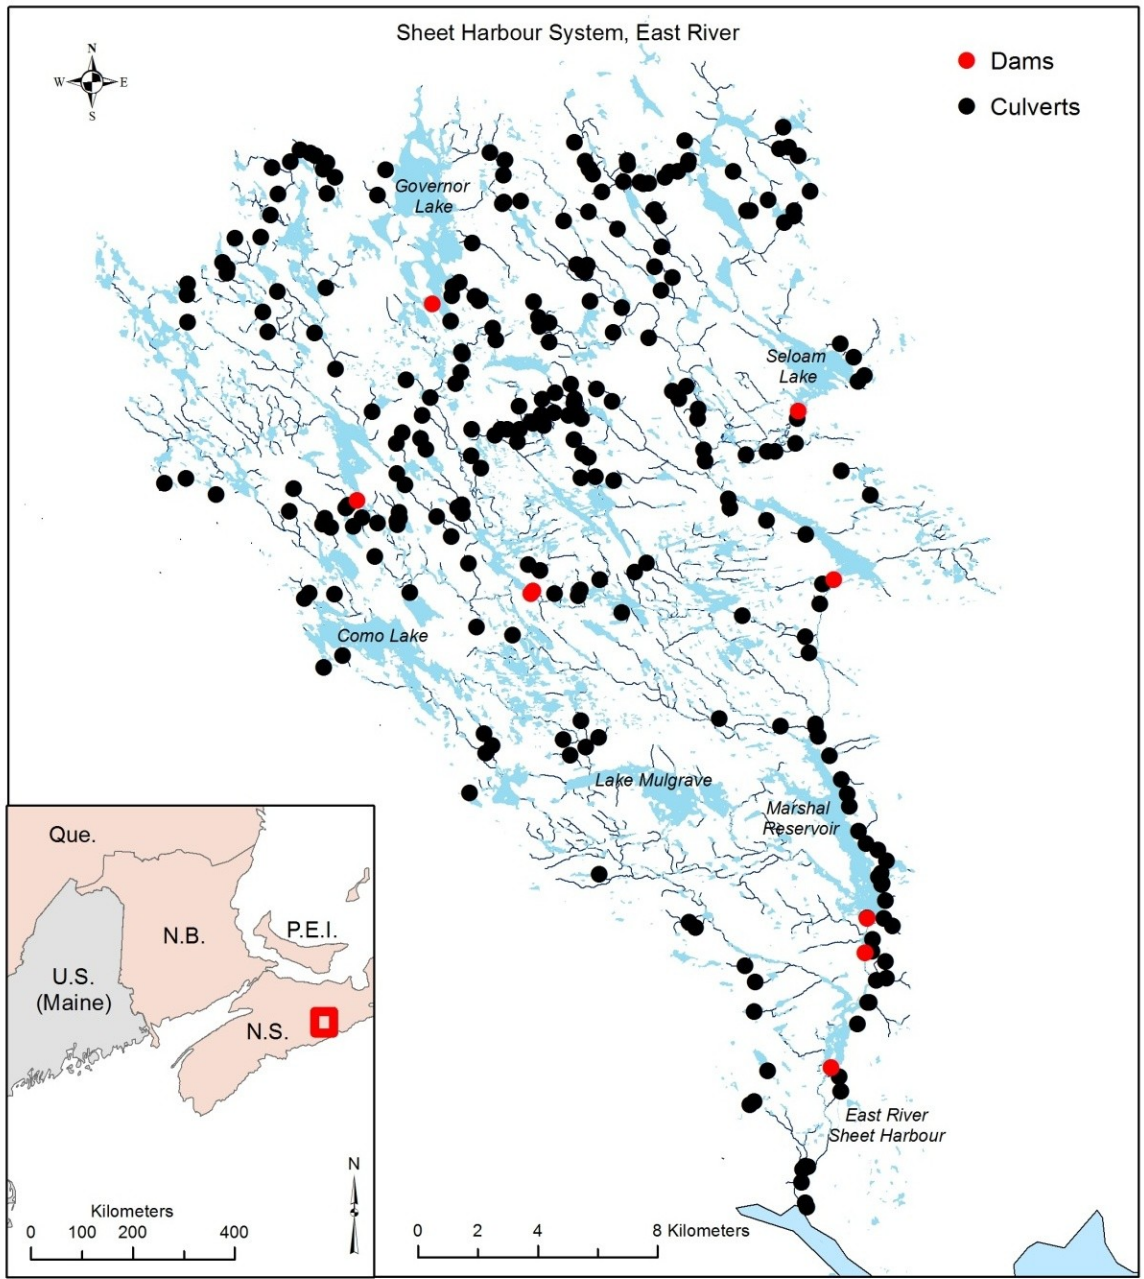 Sheet Harbour System, East River
N
W E
S
Dams
Culverts
Governor
Lake
Seloam
Lake
Como Lake
Lake Mulgrave
Marshal
Reservoir
East River
Sheet Harbour
Que.
N.B.
P.E.I.
U.S.
(Maine)
N.S.
N
Kilometers
0 100 200 400
0 2 4 8 Kilometers